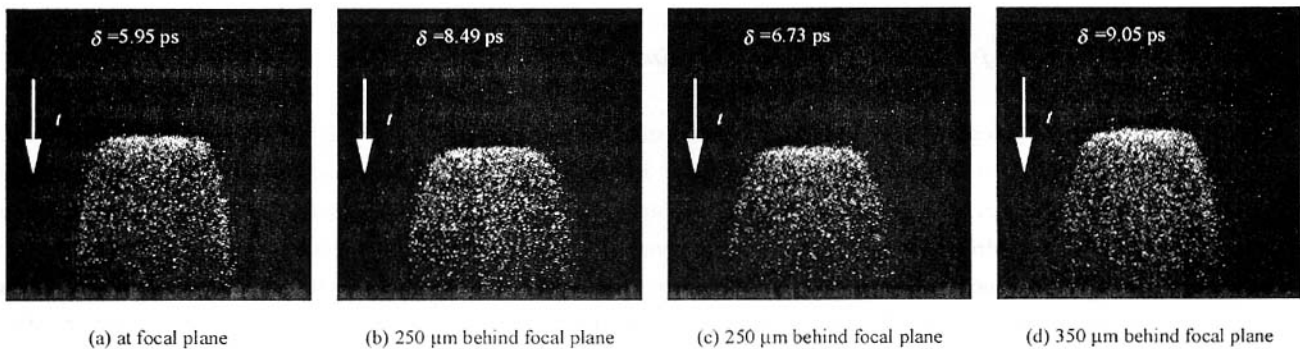 δ =5.95 ps
t
(a) at focal plane
δ =8.49 ps
t
(b) 250 μm behind focal plane
δ =6.73 ps
t
(c) 250 μm behind focal plane
δ =9.05 ps
t
(d) 350 μm behind focal plane